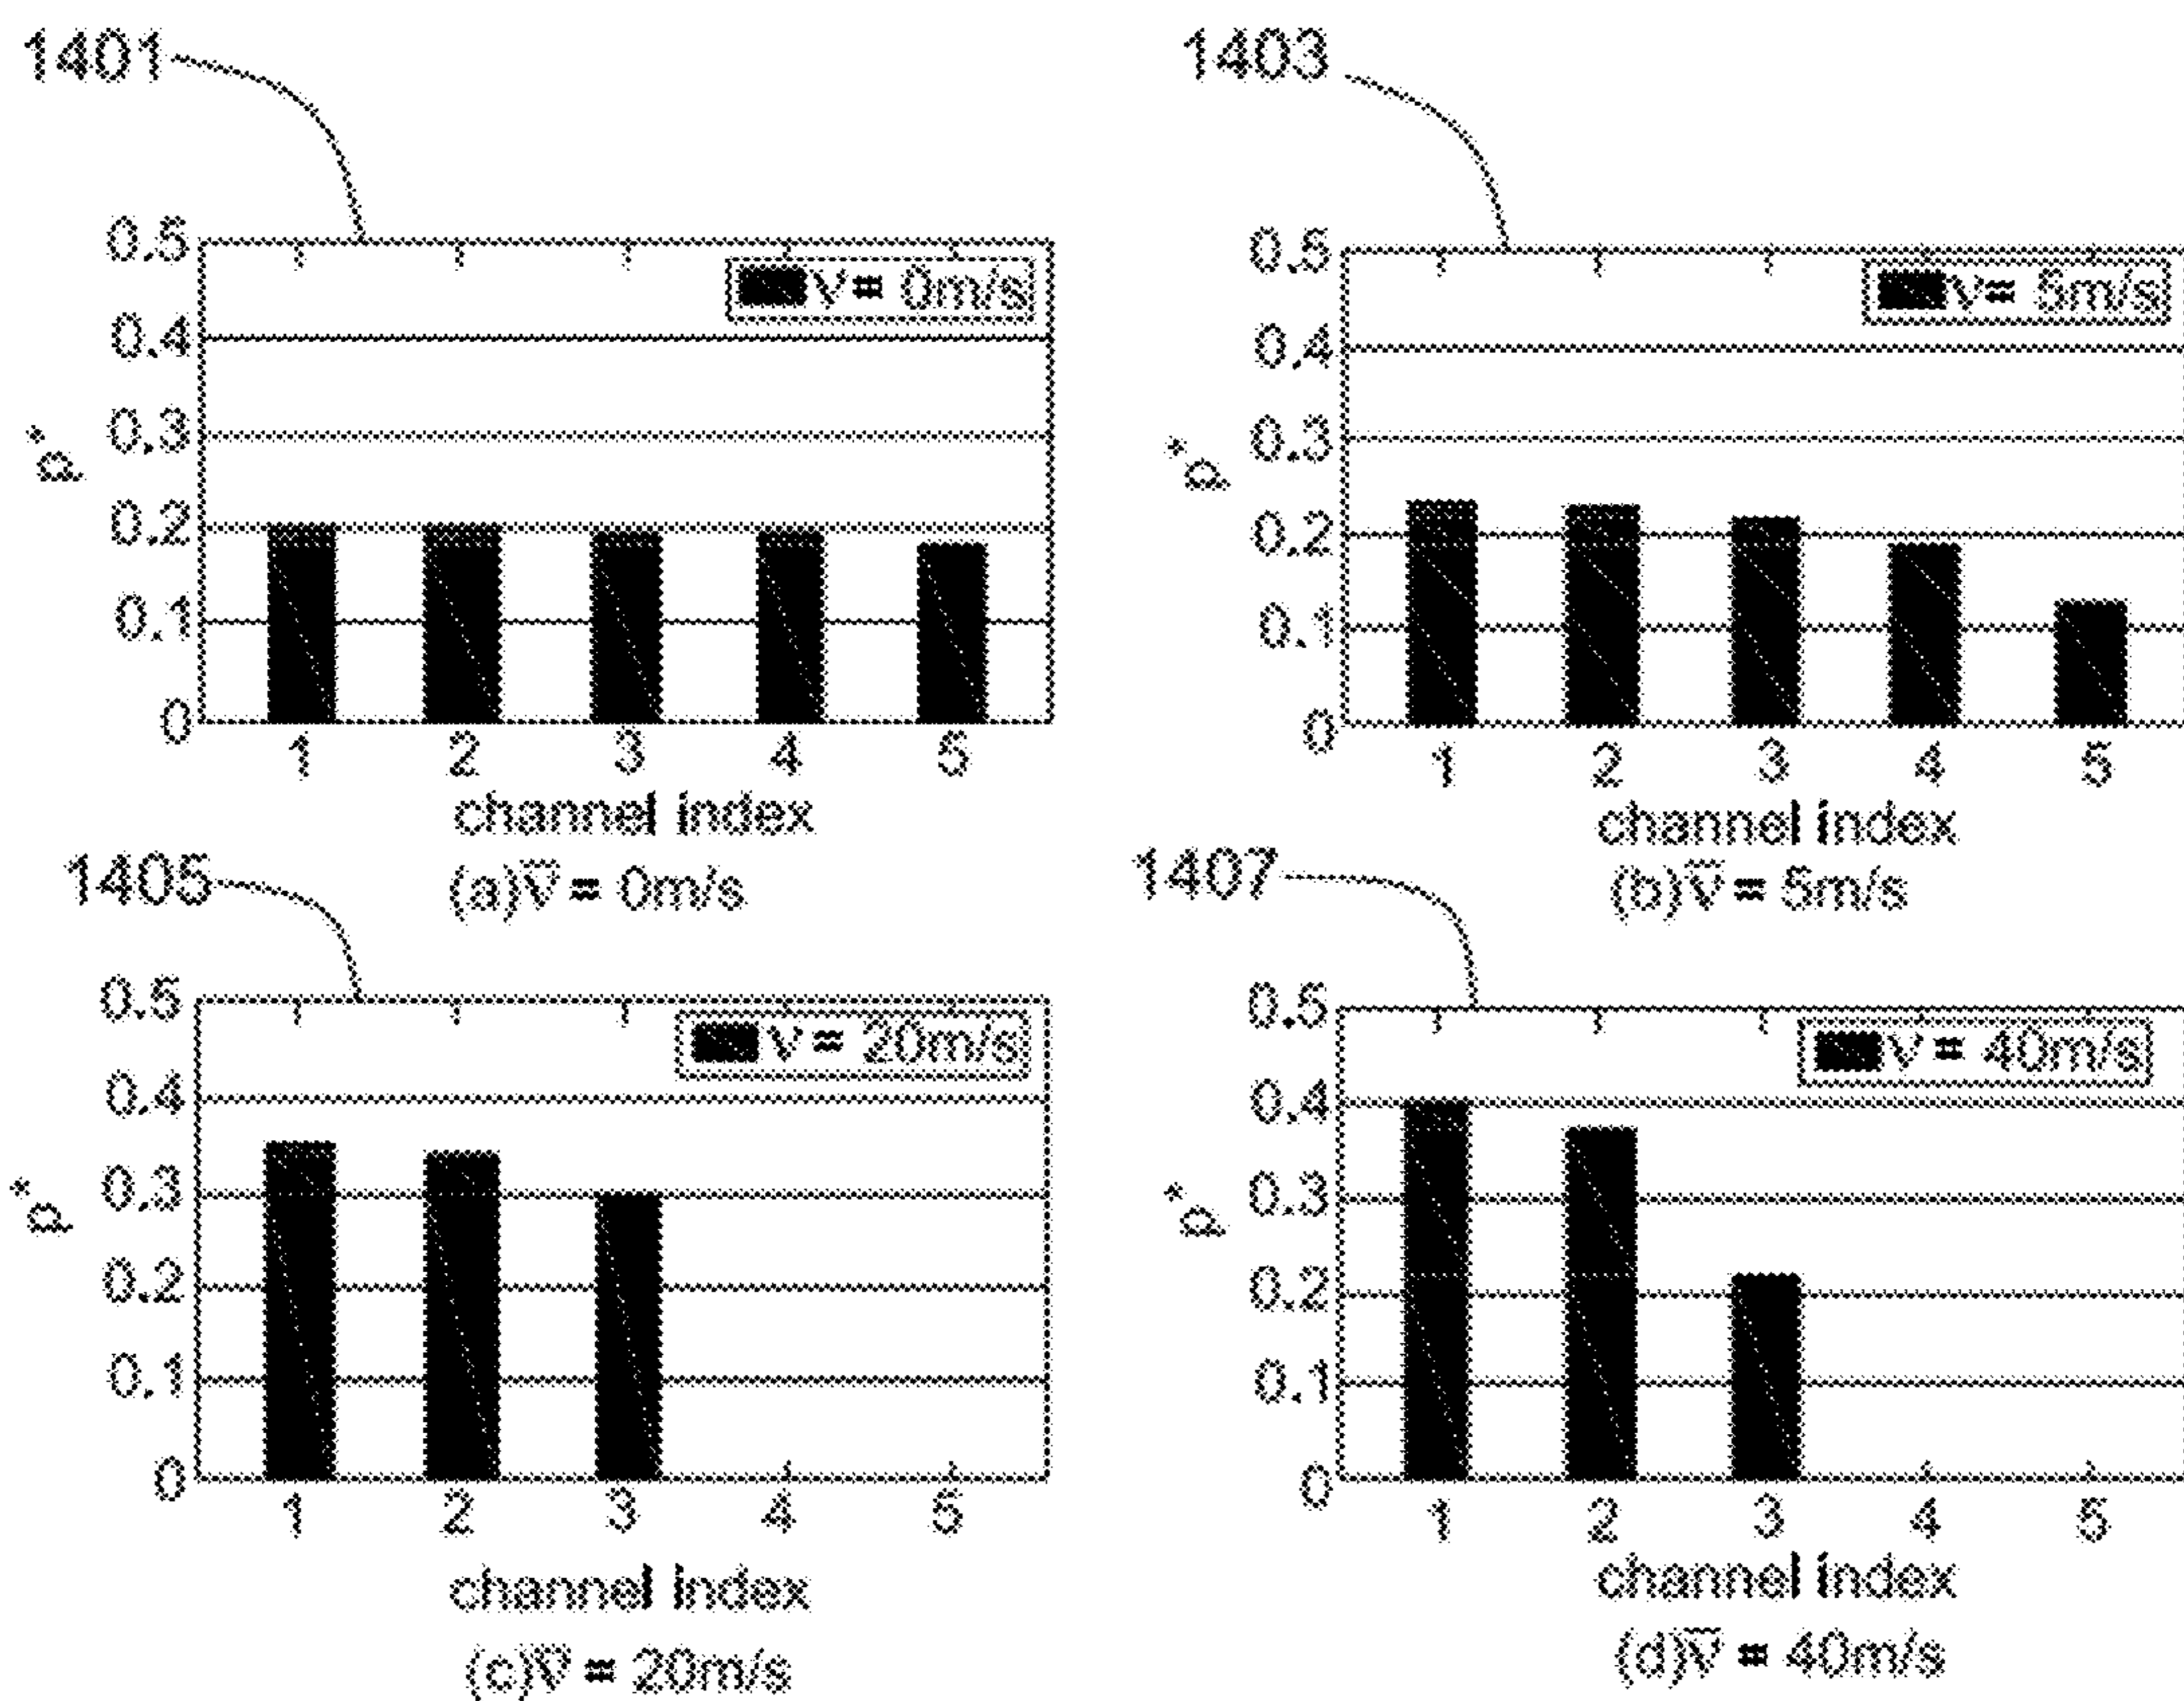 1401
0.5
0.4
0.3
0.2
0.1
0
p*
v = 0m/s
1 2 3 4 5
channel index
(a) v̅ = 0m/s
1403
0.5
0.4
0.3
0.2
0.1
0
p*
v = 5m/s
1 2 3 4 5
channel index
(b) v̅ = 5m/s
1405
0.5
0.4
0.3
0.2
0.1
0
p*
v = 20m/s
1 2 3 4 5
channel index
(c) v̅ = 20m/s
1407
0.5
0.4
0.3
0.2
0.1
0
p*
v = 40m/s
1 2 3 4 5
channel index
(d) v̅ = 40m/s